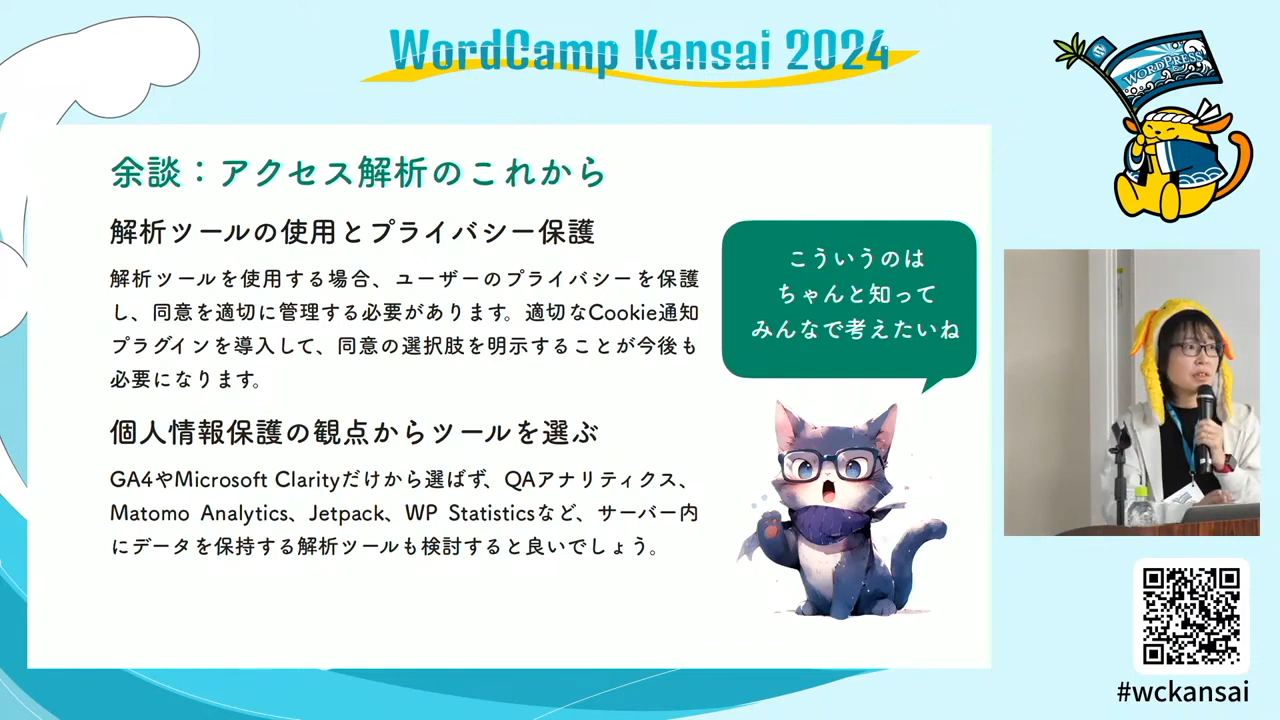 WordCamp Kansai 2024
WORDPRESS
余談：アクセス解析のこれから
解析ツールの使用とプライバシー保護
解析ツールを使用する場合、ユーザーのプライバシーを保護
し、同意を適切に管理する必要があります。適切なCookie通知
プラグインを導入して、同意の選択肢を明示することが今後も
必要になります。
個人情報保護の観点からツールを選ぶ
GA4やMicrosoft Clarityだけから選ばず、QAアナリティクス、
Matomo Analytics、Jetpack、WP Statisticsなど、サーバー内
にデータを保持する解析ツールも検討すると良いでしょう。
こういうのは
ちゃんと知って
みんなで考えたいね
#wckansai